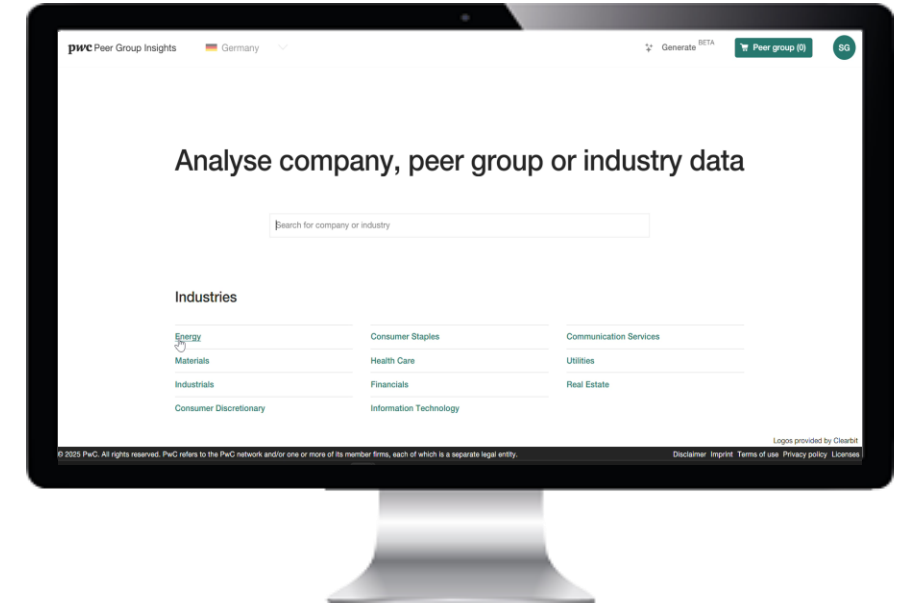 pwc Peer Group Insights
Germany
Generate BETA
Peer group (0)
SG
Analyse company, peer group or industry data
Search for company or industry
Industries
Energy
Consumer Staples
Communication Services
Materials
Health Care
Utilities
Industrials
Financials
Real Estate
Consumer Discretionary
Information Technology
Logos provided by Clearbit
© 2025 PwC. All rights reserved. PwC refers to the PwC network and/or one or more of its member firms, each of which is a separate legal entity.
Disclaimer Imprint Terms of use Privacy policy Licenses